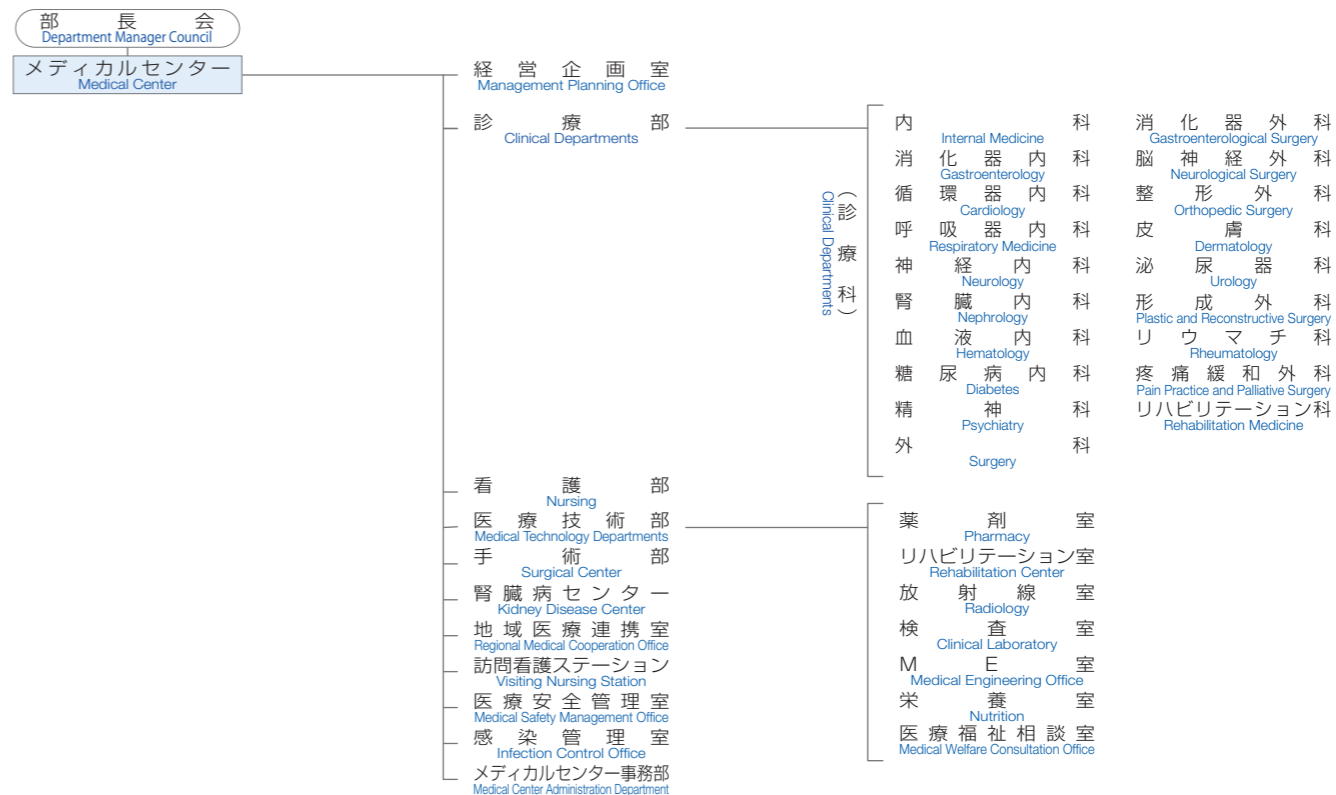 部長会
Department Manager Council
メディカルセンター
Medical Center
経営企画室
Management Planning Office
診療部
Clinical Departments
（診療科）
Clinical Departments
内科
Internal Medicine
消化器内科
Gastroenterology
循環器内科
Cardiology
呼吸器内科
Respiratory Medicine
神経内科
Neurology
腎臓内科
Nephrology
血液内科
Hematology
糖尿病内科
Diabetes
精神科
Psychiatry
外科
Surgery
消化器外科
Gastroenterological Surgery
脳神経外科
Neurological Surgery
整形外科
Orthopedic Surgery
皮膚科
Dermatology
泌尿器科
Urology
形成外科
Plastic and Reconstructive Surgery
リウマチ科
Rheumatology
疼痛緩和外科
Pain Practice and Palliative Surgery
リハビリテーション科
Rehabilitation Medicine
看護部
Nursing
医療技術部
Medical Technology Departments
手術部
Surgical Center
腎臓病センター
Kidney Disease Center
地域医療連携室
Regional Medical Cooperation Office
訪問看護ステーション
Visiting Nursing Station
医療安全管理室
Medical Safety Management Office
感染管理室
Infection Control Office
メディカルセンター事務部
Medical Center Administration Department
薬剤室
Pharmacy
リハビリテーション室
Rehabilitation Center
放射線室
Radiology
検査室
Clinical Laboratory
ME室
Medical Engineering Office
栄養室
Nutrition
医療福祉相談室
Medical Welfare Consultation Office